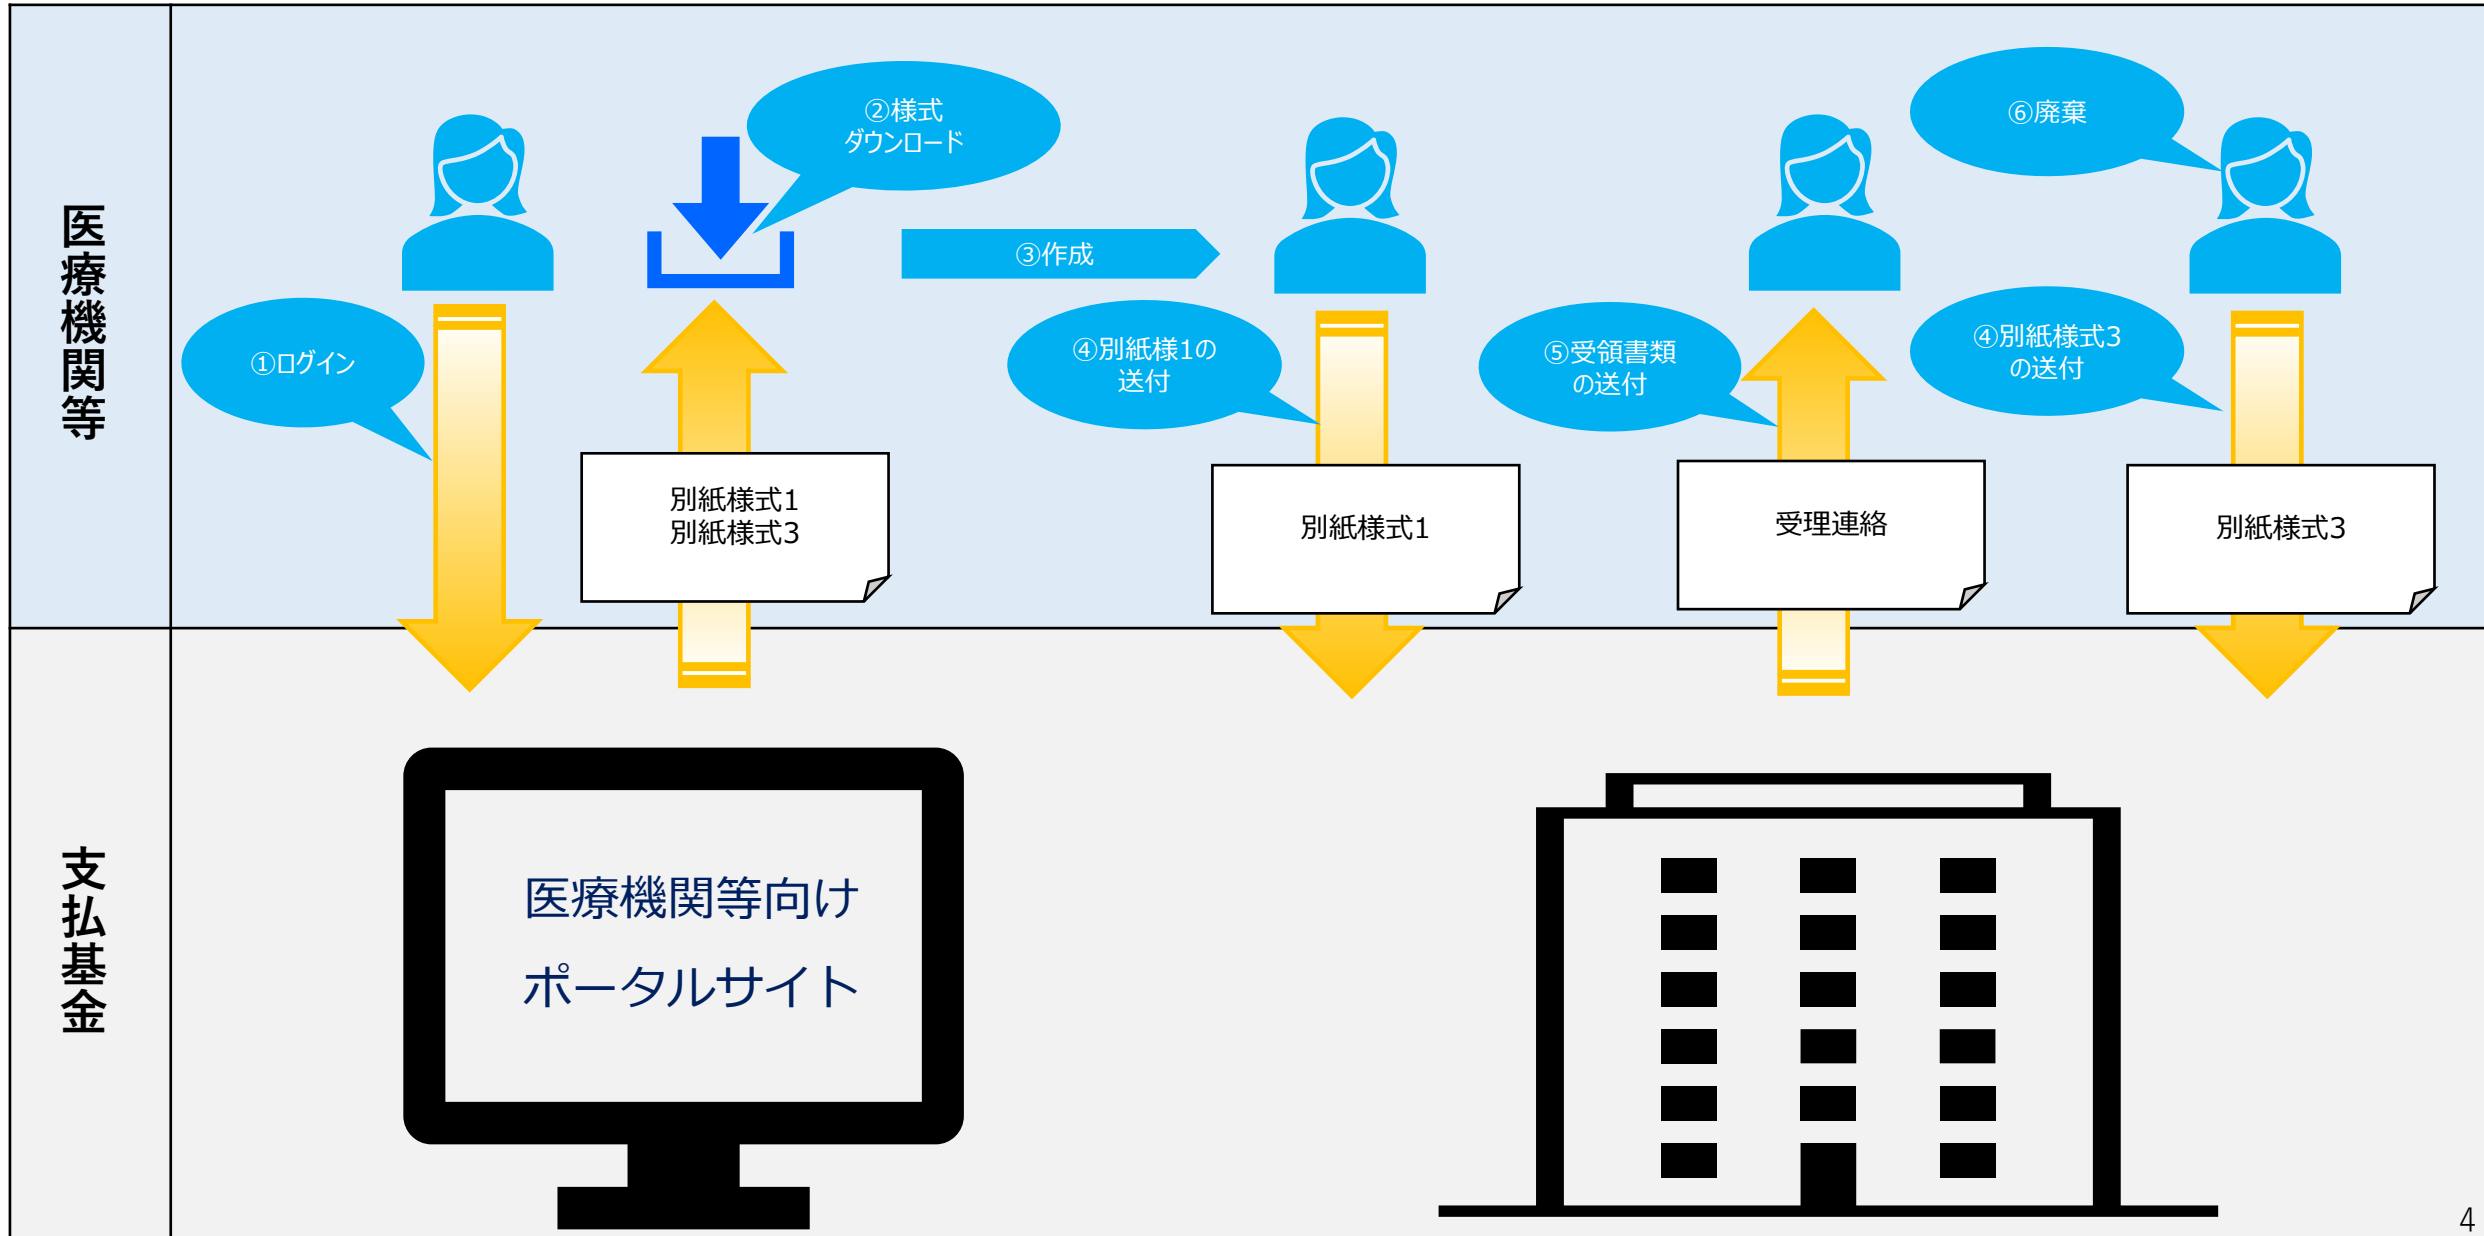 医療機関等
①ログイン
②様式
ダウンロード
別紙様式1
別紙様式3
③作成
④別紙様1の
送付
別紙様式1
⑤受領書類
の送付
受理連絡
⑥廃棄
④別紙様式3
の送付
別紙様式3
支払基金
医療機関等向け
ポータルサイト
4